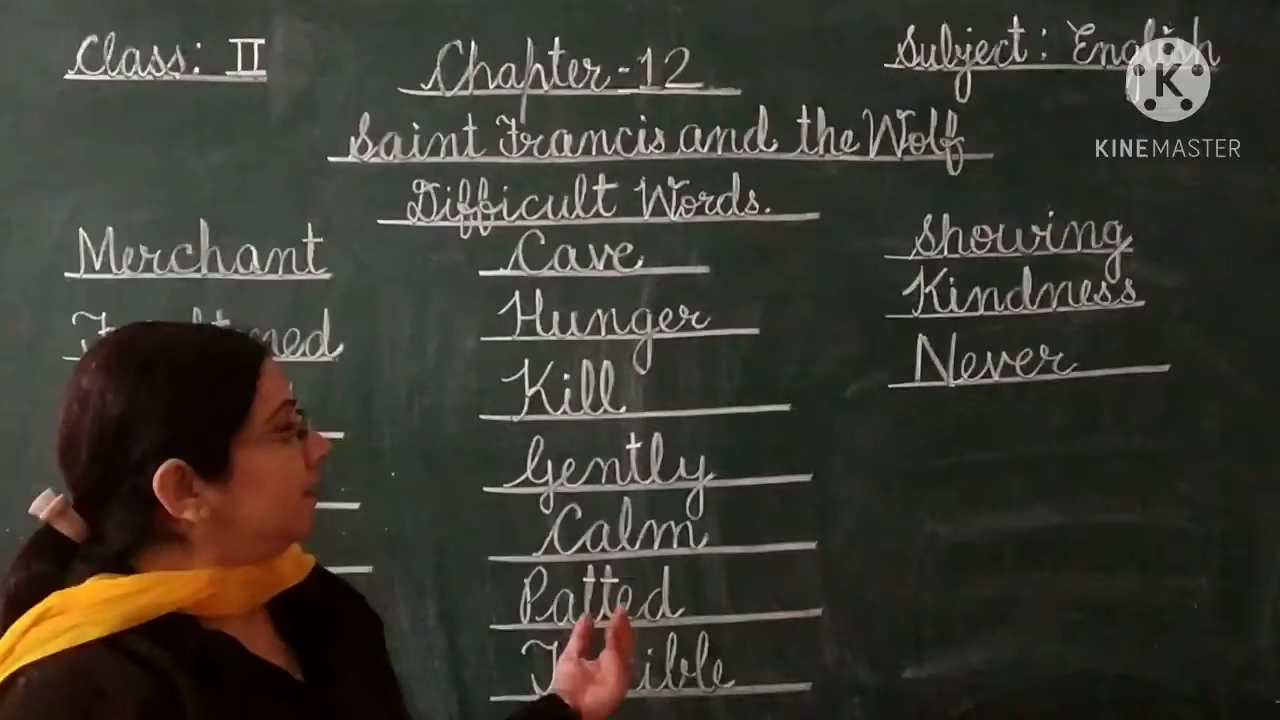 Class: II
Chapter-12
Subject: English
Saint Francis and the Wolf
Difficult Words.
Merchant
Cave
Hunger
Kill
Gently
Calm
Patted
Showing
Kindness
Never
K
KINEMASTER